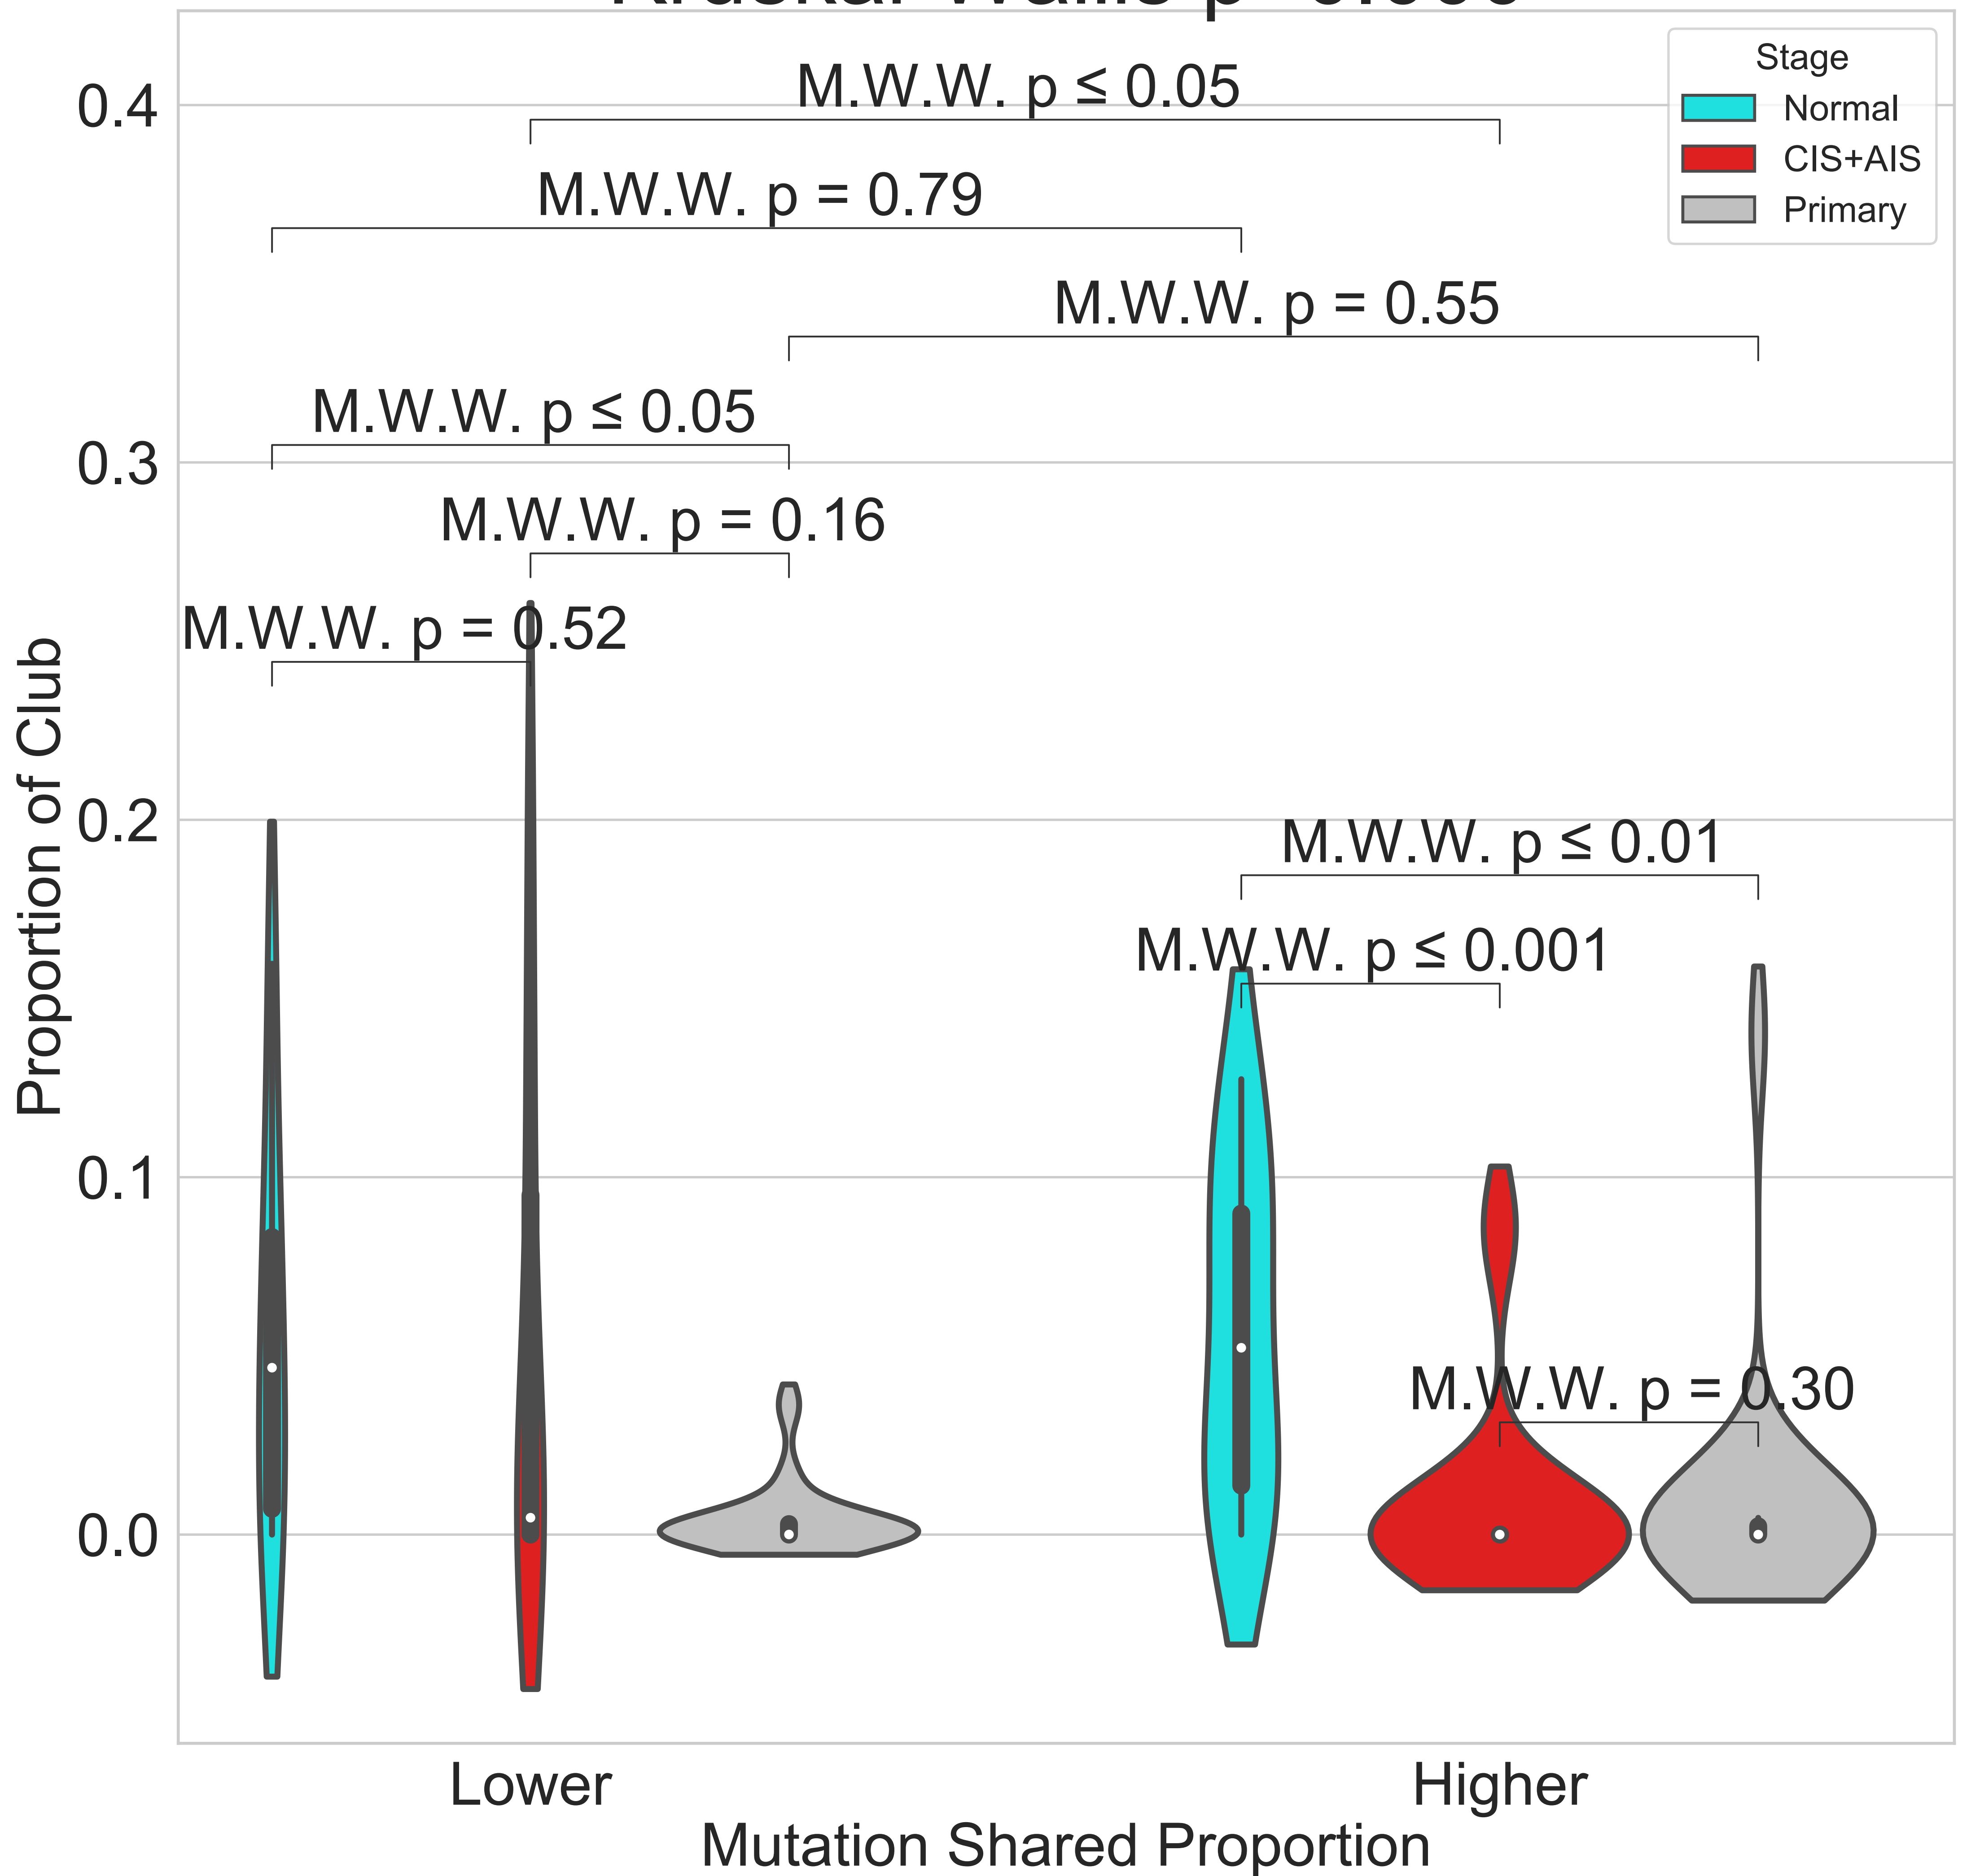 M.W.W. p ≤ 0.05
M.W.W. p = 0.79
M.W.W. p = 0.55
M.W.W. p ≤ 0.05
M.W.W. p = 0.16
M.W.W. p = 0.52
M.W.W. p ≤ 0.01
M.W.W. p ≤ 0.001
M.W.W. p = 0.30
Stage
Normal
CIS+AIS
Primary
0.4
0.3
0.2
0.1
0.0
Proportion of Club
Lower
Higher
Mutation Shared Proportion